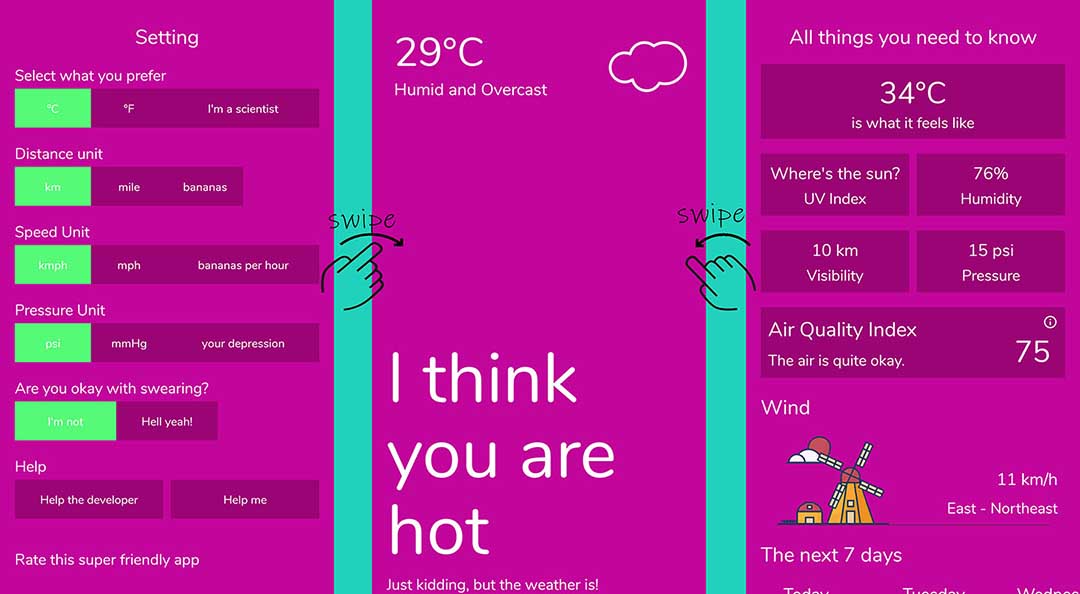 Setting
Select what you prefer
°C °F I'm a scientist
Distance unit
km mile bananas
Speed Unit
kmph mph bananas per hour
Pressure Unit
psi mmHg your depression
Are you okay with swearing?
I'm not Hell yeah!
Help
Help the developer Help me
Rate this super friendly app
swipe
29°C
Humid and Overcast
I think
you are
hot
Just kidding, but the weather is!
swipe
All things you need to know
34°C
is what it feels like
Where's the sun? 76%
UV Index Humidity
10 km 15 psi
Visibility Pressure
Air Quality Index
75
The air is quite okay.
Wind
11 km/h
East - Northeast
The next 7 days
Today Tuesday